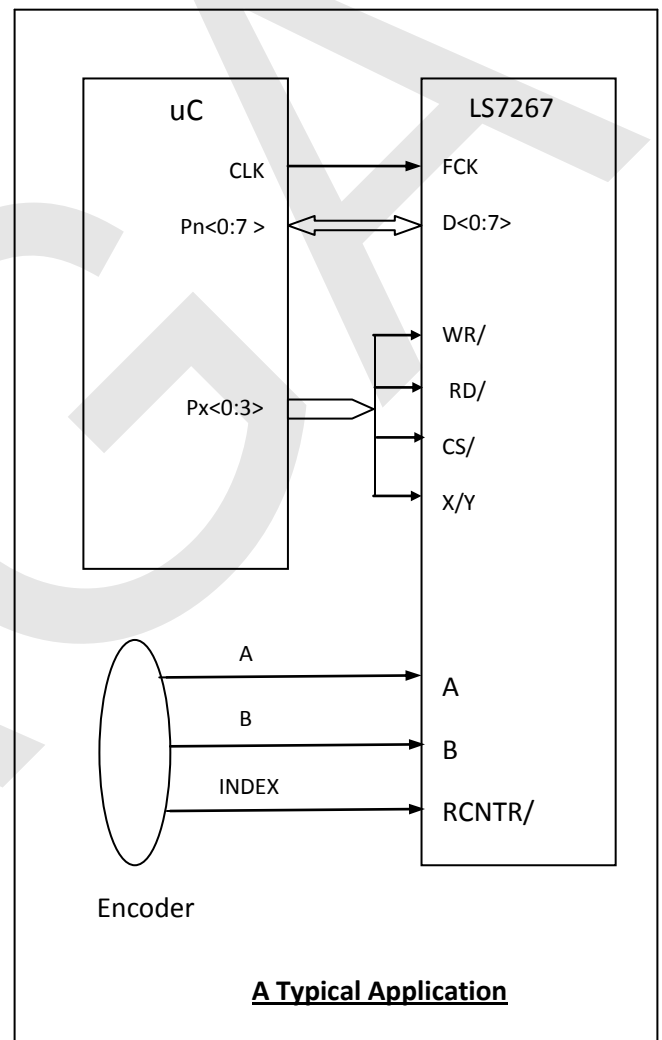 uC
LS7267
CLK
FCK
Pn<0:7 >
D<0:7>
WR/
RD/
Px<0:3>
CS/
X/Y
A
A
B
B
INDEX
RCNTR/
Encoder
A Typical Application